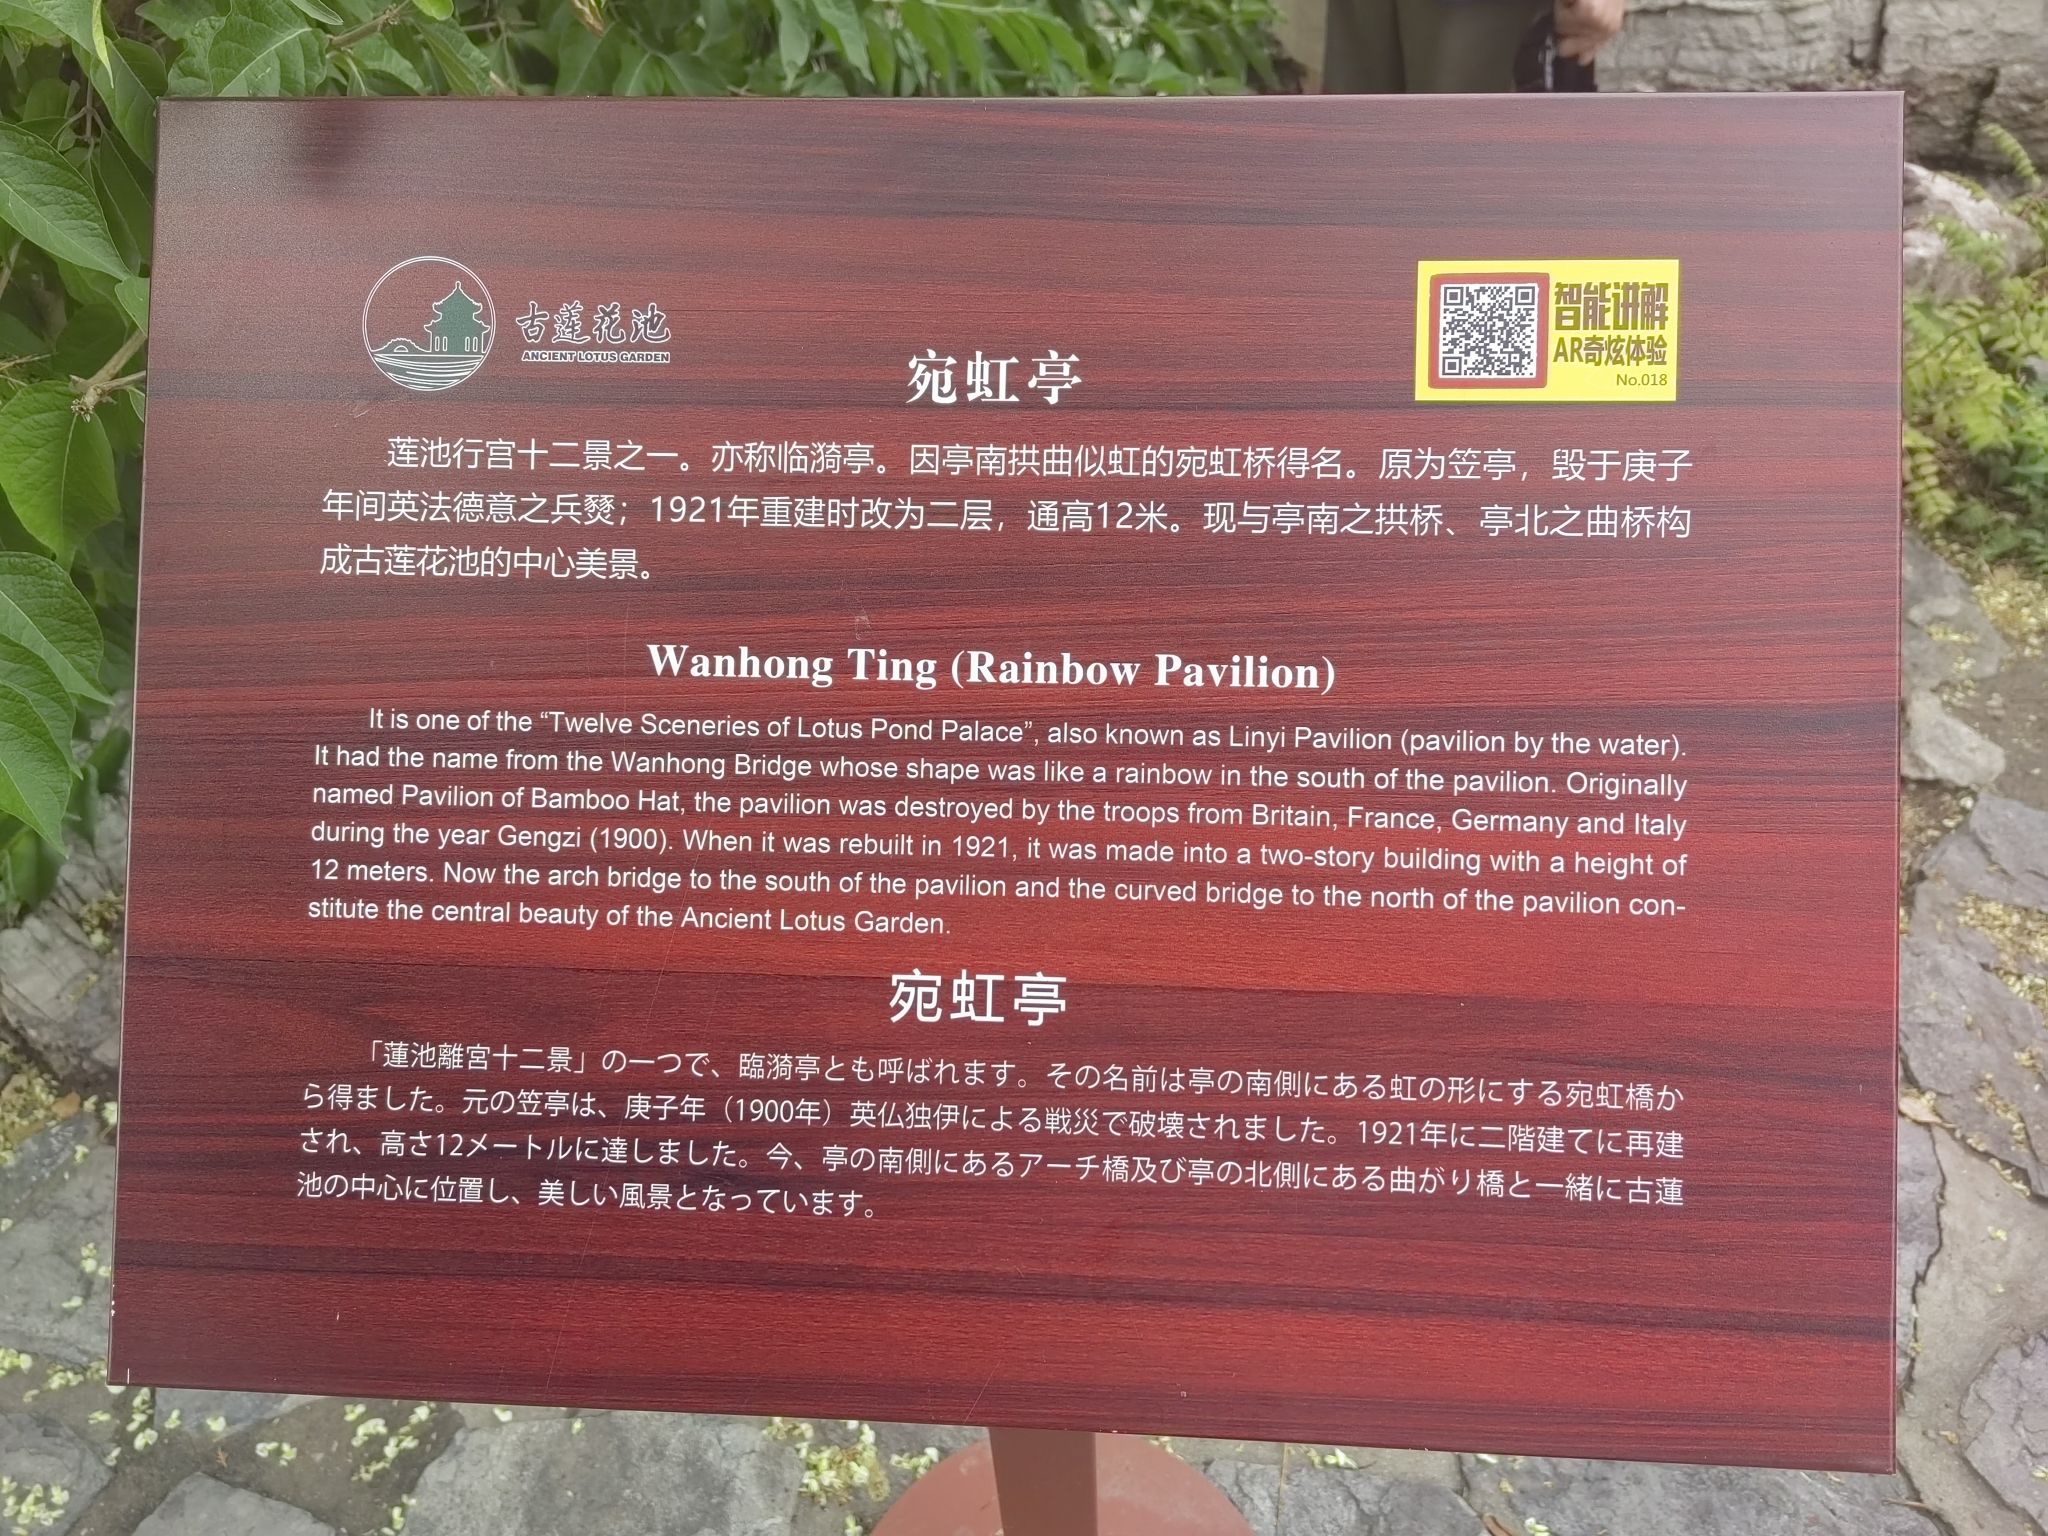 古莲花池
ANCIENT LOTUS GARDEN
智能讲解
AR奇炫体验
No.018
宛虹亭
莲池行宫十二景之一。亦称临漪亭。因亭南拱曲似虹的宛虹桥得名。原为笠亭，毁于庚子
年间英法德意之兵燹；1921年重建时改为二层，通高12米。现与亭南之拱桥、亭北之曲桥构
成古莲花池的中心美景。
Wanhong Ting (Rainbow Pavilion)
It is one of the “Twelve Sceneries of Lotus Pond Palace”, also known as Linyi Pavilion (pavilion by the water).
It had the name from the Wanhong Bridge whose shape was like a rainbow in the south of the pavilion. Originally
named Pavilion of Bamboo Hat, the pavilion was destroyed by the troops from Britain, France, Germany and Italy
during the year Gengzi (1900). When it was rebuilt in 1921, it was made into a two-story building with a height of
12 meters. Now the arch bridge to the south of the pavilion and the curved bridge to the north of the pavilion con-
stitute the central beauty of the Ancient Lotus Garden.
宛虹亭
「蓮池離宮十二景」の一つで、臨漪亭とも呼ばれます。その名前は亭の南側にある虹の形にする宛虹橋か
ら得ました。元の笠亭は、庚子年（1900年）英仏独伊による戦災で破壊されました。1921年に二階建てに再建
され、高さ12メートルに達しました。今、亭の南側にあるアーチ橋及び亭の北側にある曲がり橋と一緒に古蓮
池の中心に位置し、美しい風景となっています。